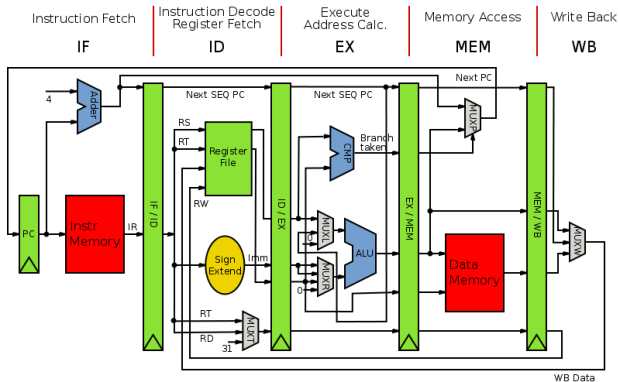 Instruction Fetch
IF
Instruction Decode
Register Fetch
ID
Execute
Address Calc.
EX
Memory Access
MEM
Write Back
WB
4
Adder
Next SEQ PC
Next SEQ PC
Next PC
MUXP
RS
RT
RW
Register
File
CMP
Branch
taken
PC
Instr
Memory
IR
IF / ID
ID / EX
EX / MEM
MEM / WB
Sign
Extend
Imm
MUXL
0
MUXR
0
ALU
Data
Memory
MUXW
RT
RD
31
MUXT
WB Data